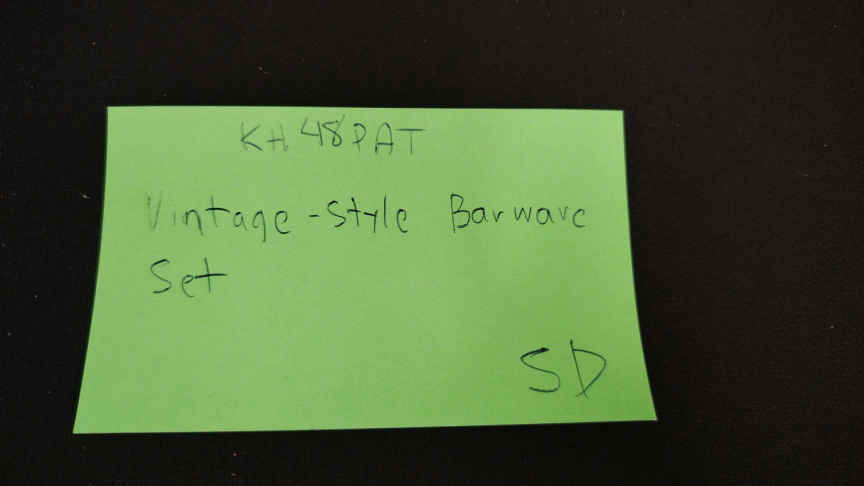 KH48PAT
Vintage-Style Barware
Set
SD